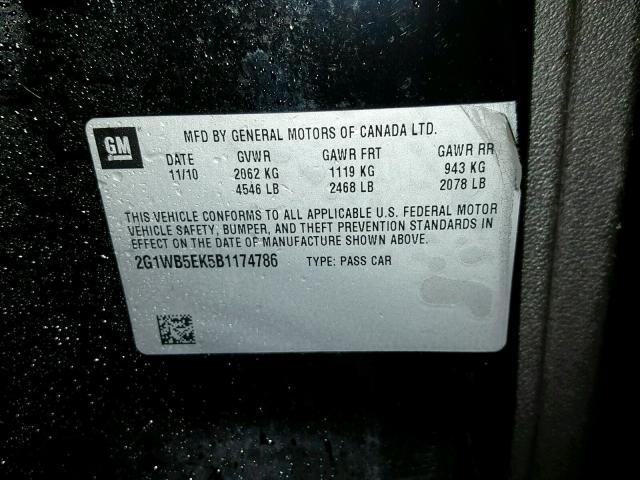 GM
MFD BY GENERAL MOTORS OF CANADA LTD.
DATE GVWR GAWR FRT GAWR RR
11/10 2062 KG 1119 KG 943 KG
4546 LB 2468 LB 2078 LB
THIS VEHICLE CONFORMS TO ALL APPLICABLE U.S. FEDERAL MOTOR
VEHICLE SAFETY, BUMPER, AND THEFT PREVENTION STANDARDS IN
EFFECT ON THE DATE OF MANUFACTURE SHOWN ABOVE.
2G1WB5EK5B1174786 TYPE: PASS CAR